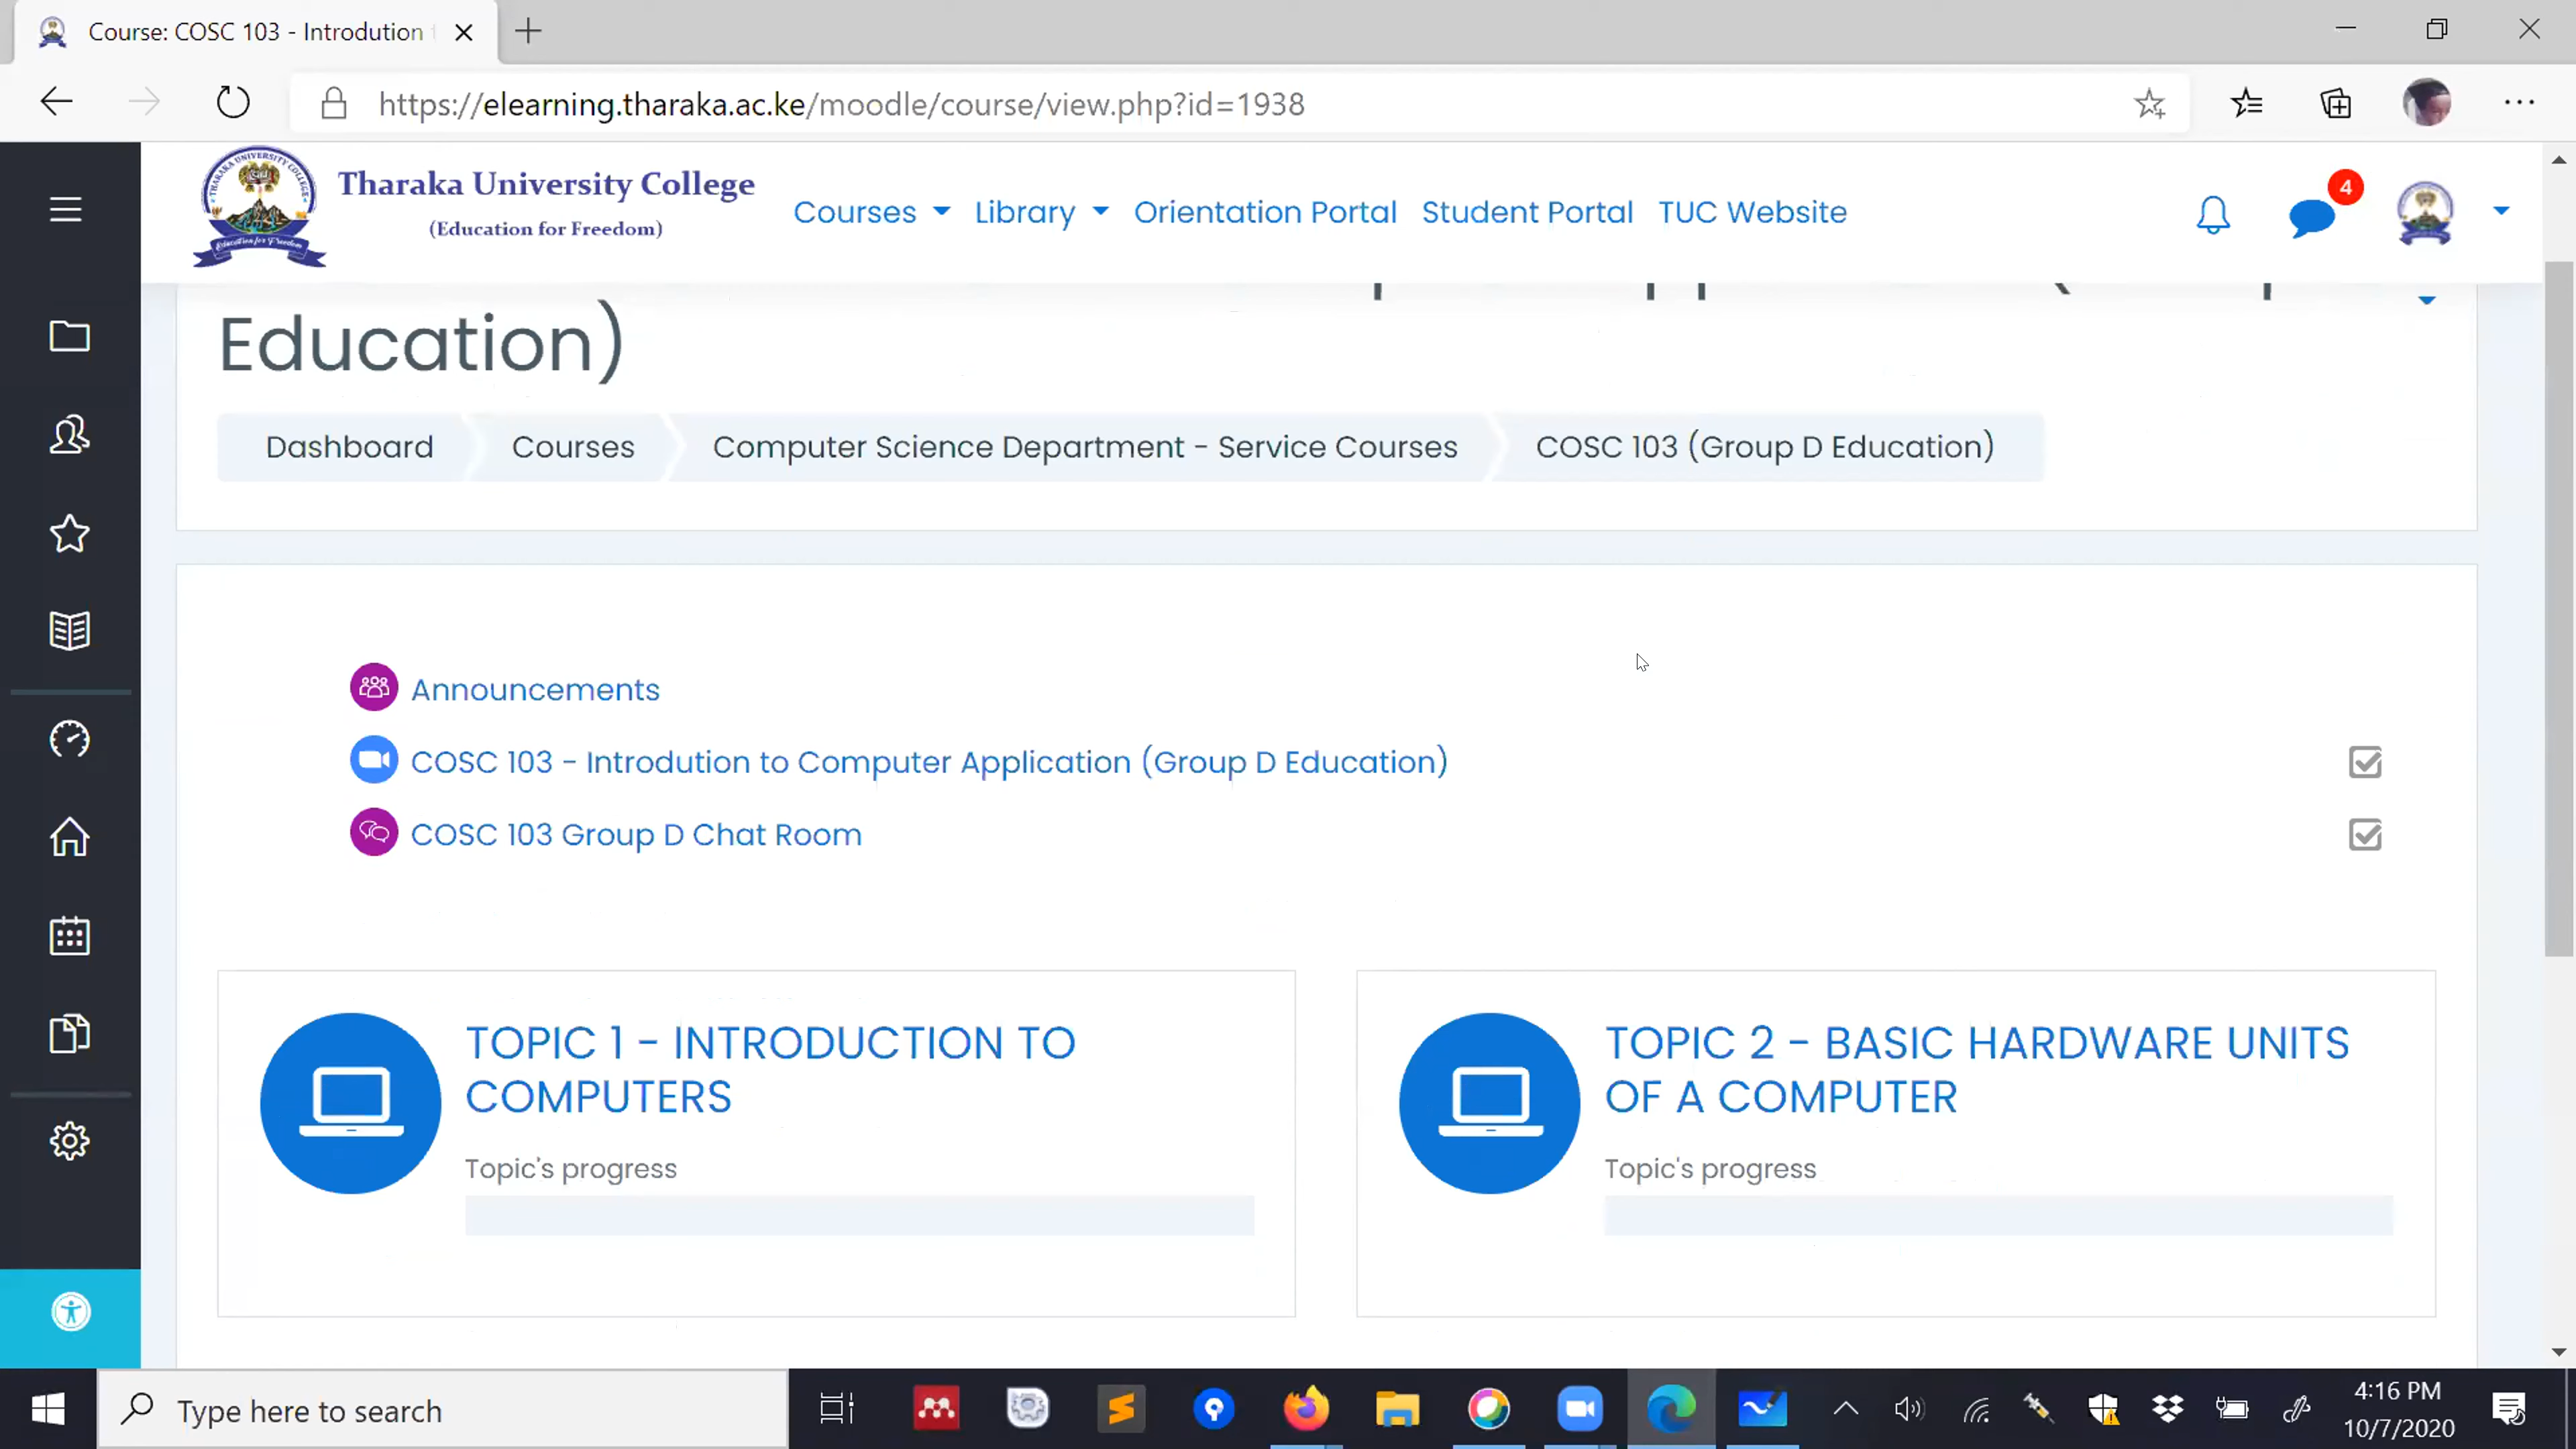 Course: COSC 103 - Introdution
https://elearning.tharaka.ac.ke/moodle/course/view.php?id=1938
Tharaka University College
(Education for Freedom)
Courses
Library
Orientation Portal
Student Portal
TUC Website
4
Education)
Dashboard
Courses
Computer Science Department - Service Courses
COSC 103 (Group D Education)
Announcements
COSC 103 - Introdution to Computer Application (Group D Education)
COSC 103 Group D Chat Room
TOPIC 1 - INTRODUCTION TO
COMPUTERS
Topic's progress
TOPIC 2 - BASIC HARDWARE UNITS
OF A COMPUTER
Topic's progress
Type here to search
4:16 PM
10/7/2020